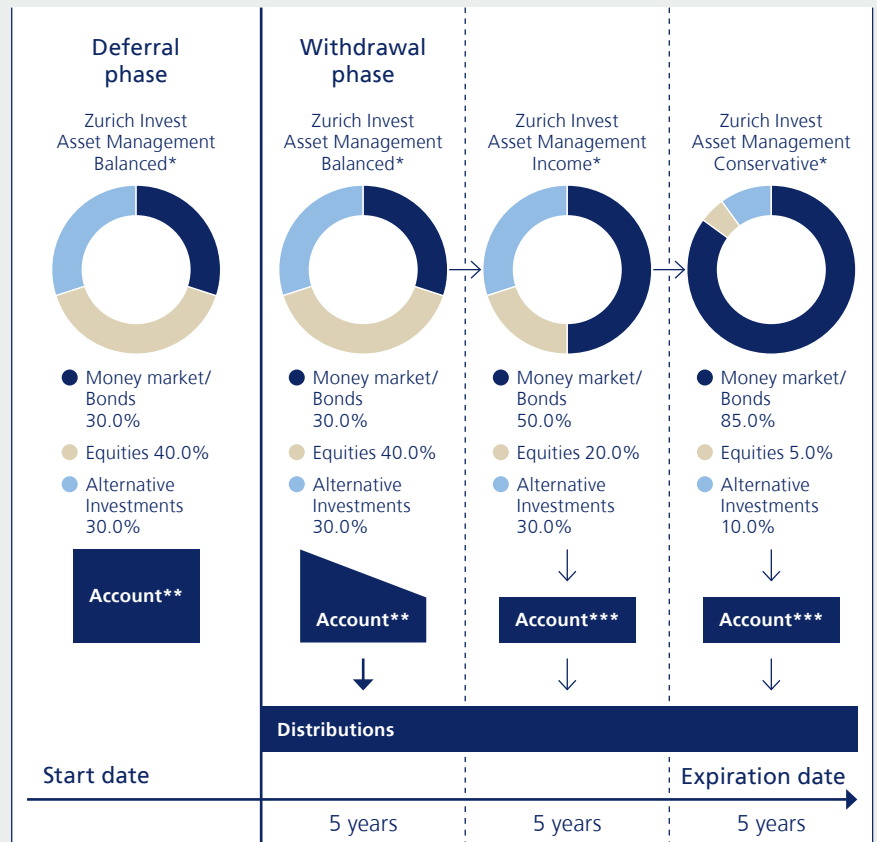 Deferral
phase
Zurich Invest
Asset Management
Balanced*
Money market/
Bonds
30.0%
Equities 40.0%
Alternative
Investments
30.0%
Account**
Withdrawal
phase
Zurich Invest
Asset Management
Balanced*
Money market/
Bonds
30.0%
Equities 40.0%
Alternative
Investments
30.0%
Account**
Zurich Invest
Asset Management
Income*
Money market/
Bonds
50.0%
Equities 20.0%
Alternative
Investments
30.0%
Account***
Zurich Invest
Asset Management
Conservative*
Money market/
Bonds
85.0%
Equities 5.0%
Alternative
Investments
10.0%
Account***
Distributions
Start date
Expiration date
5 years
5 years
5 years